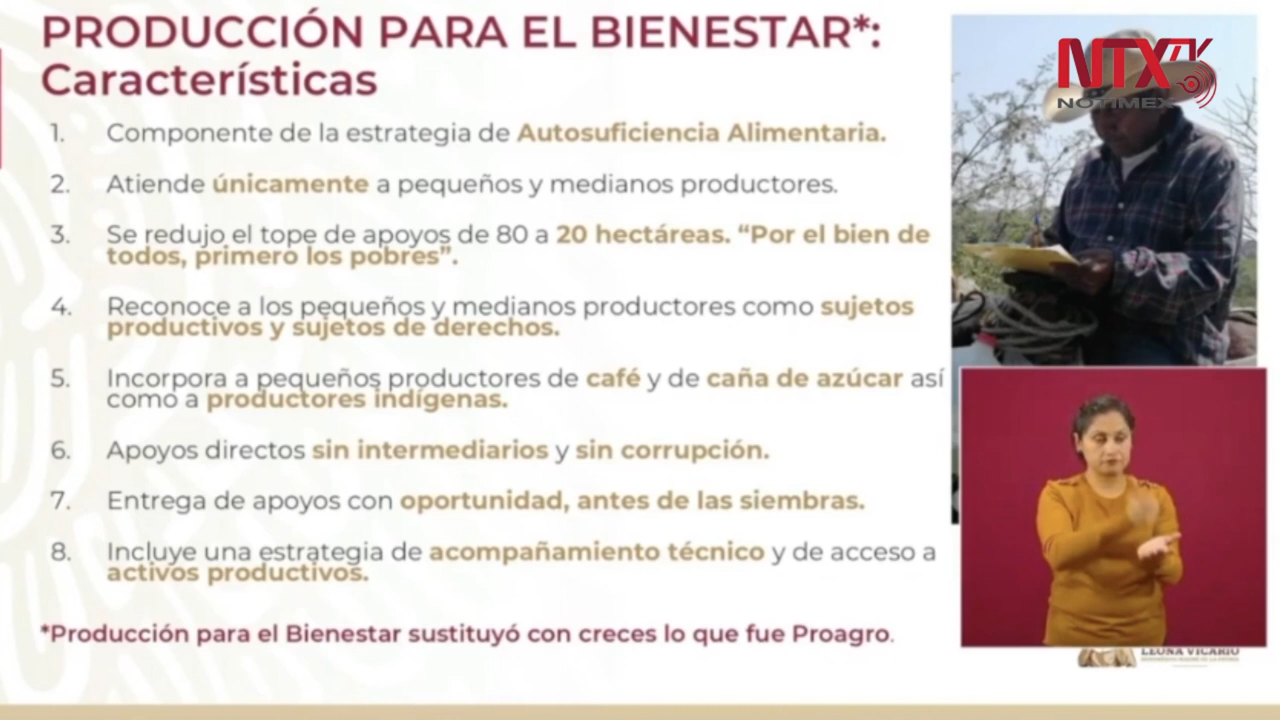 PRODUCCIÓN PARA EL BIENESTAR*:
Características
1. Componente de la estrategia de Autosuficiencia Alimentaria.
2. Atiende únicamente a pequeños y medianos productores.
3. Se redujo el tope de apoyos de 80 a 20 hectáreas. “Por el bien de
todos, primero los pobres”.
4. Reconoce a los pequeños y medianos productores como sujetos
productivos y sujetos de derechos.
5. Incorpora a pequeños productores de café y de caña de azúcar así
como a productores indígenas.
6. Apoyos directos sin intermediarios y sin corrupción.
7. Entrega de apoyos con oportunidad, antes de las siembras.
8. Incluye una estrategia de acompañamiento técnico y de acceso a
activos productivos.
*Producción para el Bienestar sustituyó con creces lo que fue Proagro.
NTX TV
NOTIMEX
LEONA VICARIO